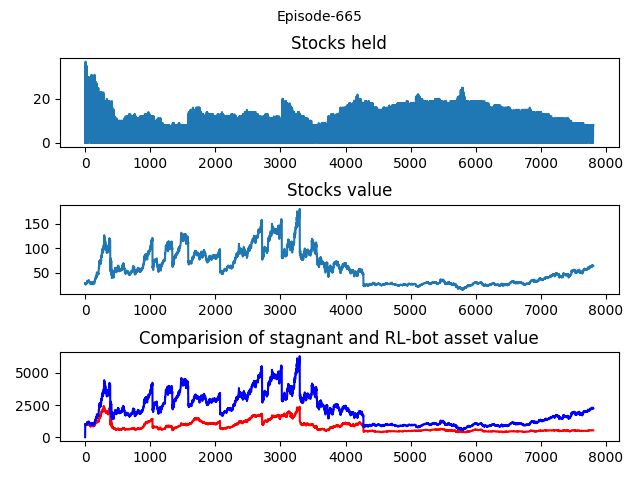 Episode-665
Stocks held
20
0
0 1000 2000 3000 4000 5000 6000 7000 8000
Stocks value
150
100
50
0 1000 2000 3000 4000 5000 6000 7000 8000
Comparision of stagnant and RL-bot asset value
5000
2500
0
0 1000 2000 3000 4000 5000 6000 7000 8000